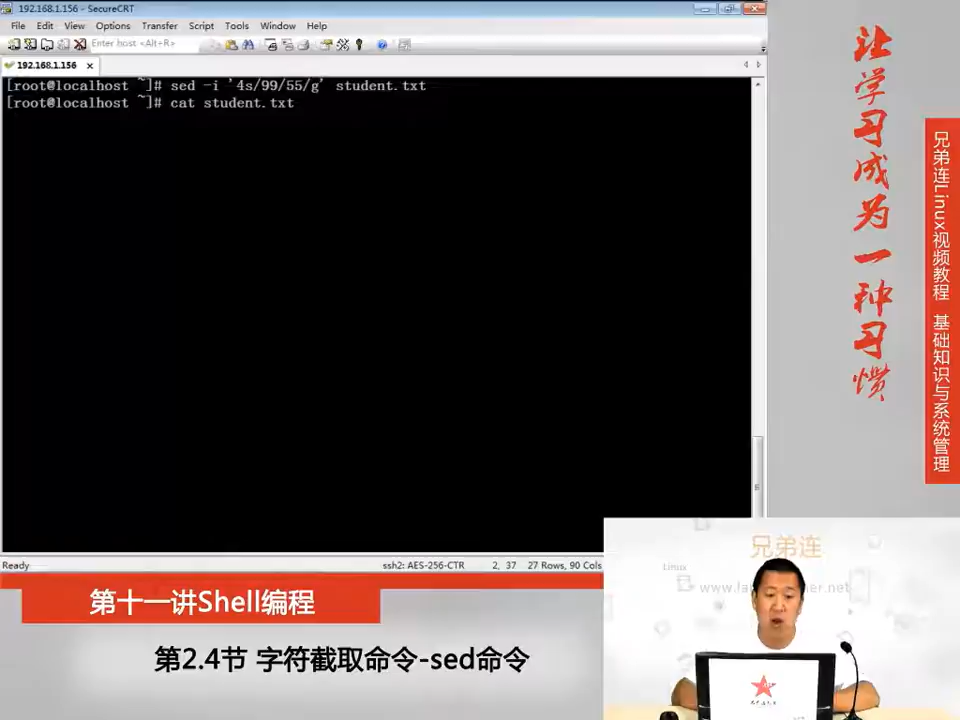 192.168.1.156 - SecureCRT
File Edit View Options Transfer Script Tools Window Help
Enter host <Alt+R>
192.168.1.156
[root@localhost ~]# sed -i '4s/99/55/g' student.txt
[root@localhost ~]# cat student.txt
Ready ssh2: AES-256-CTR 2, 37 27 Rows, 90 Cols
让学习成为一种习惯
兄弟连Linux视频教程 基础知识与系统管理
兄弟连
Linux
第十一讲Shell编程
第2.4节 字符截取命令-sed命令